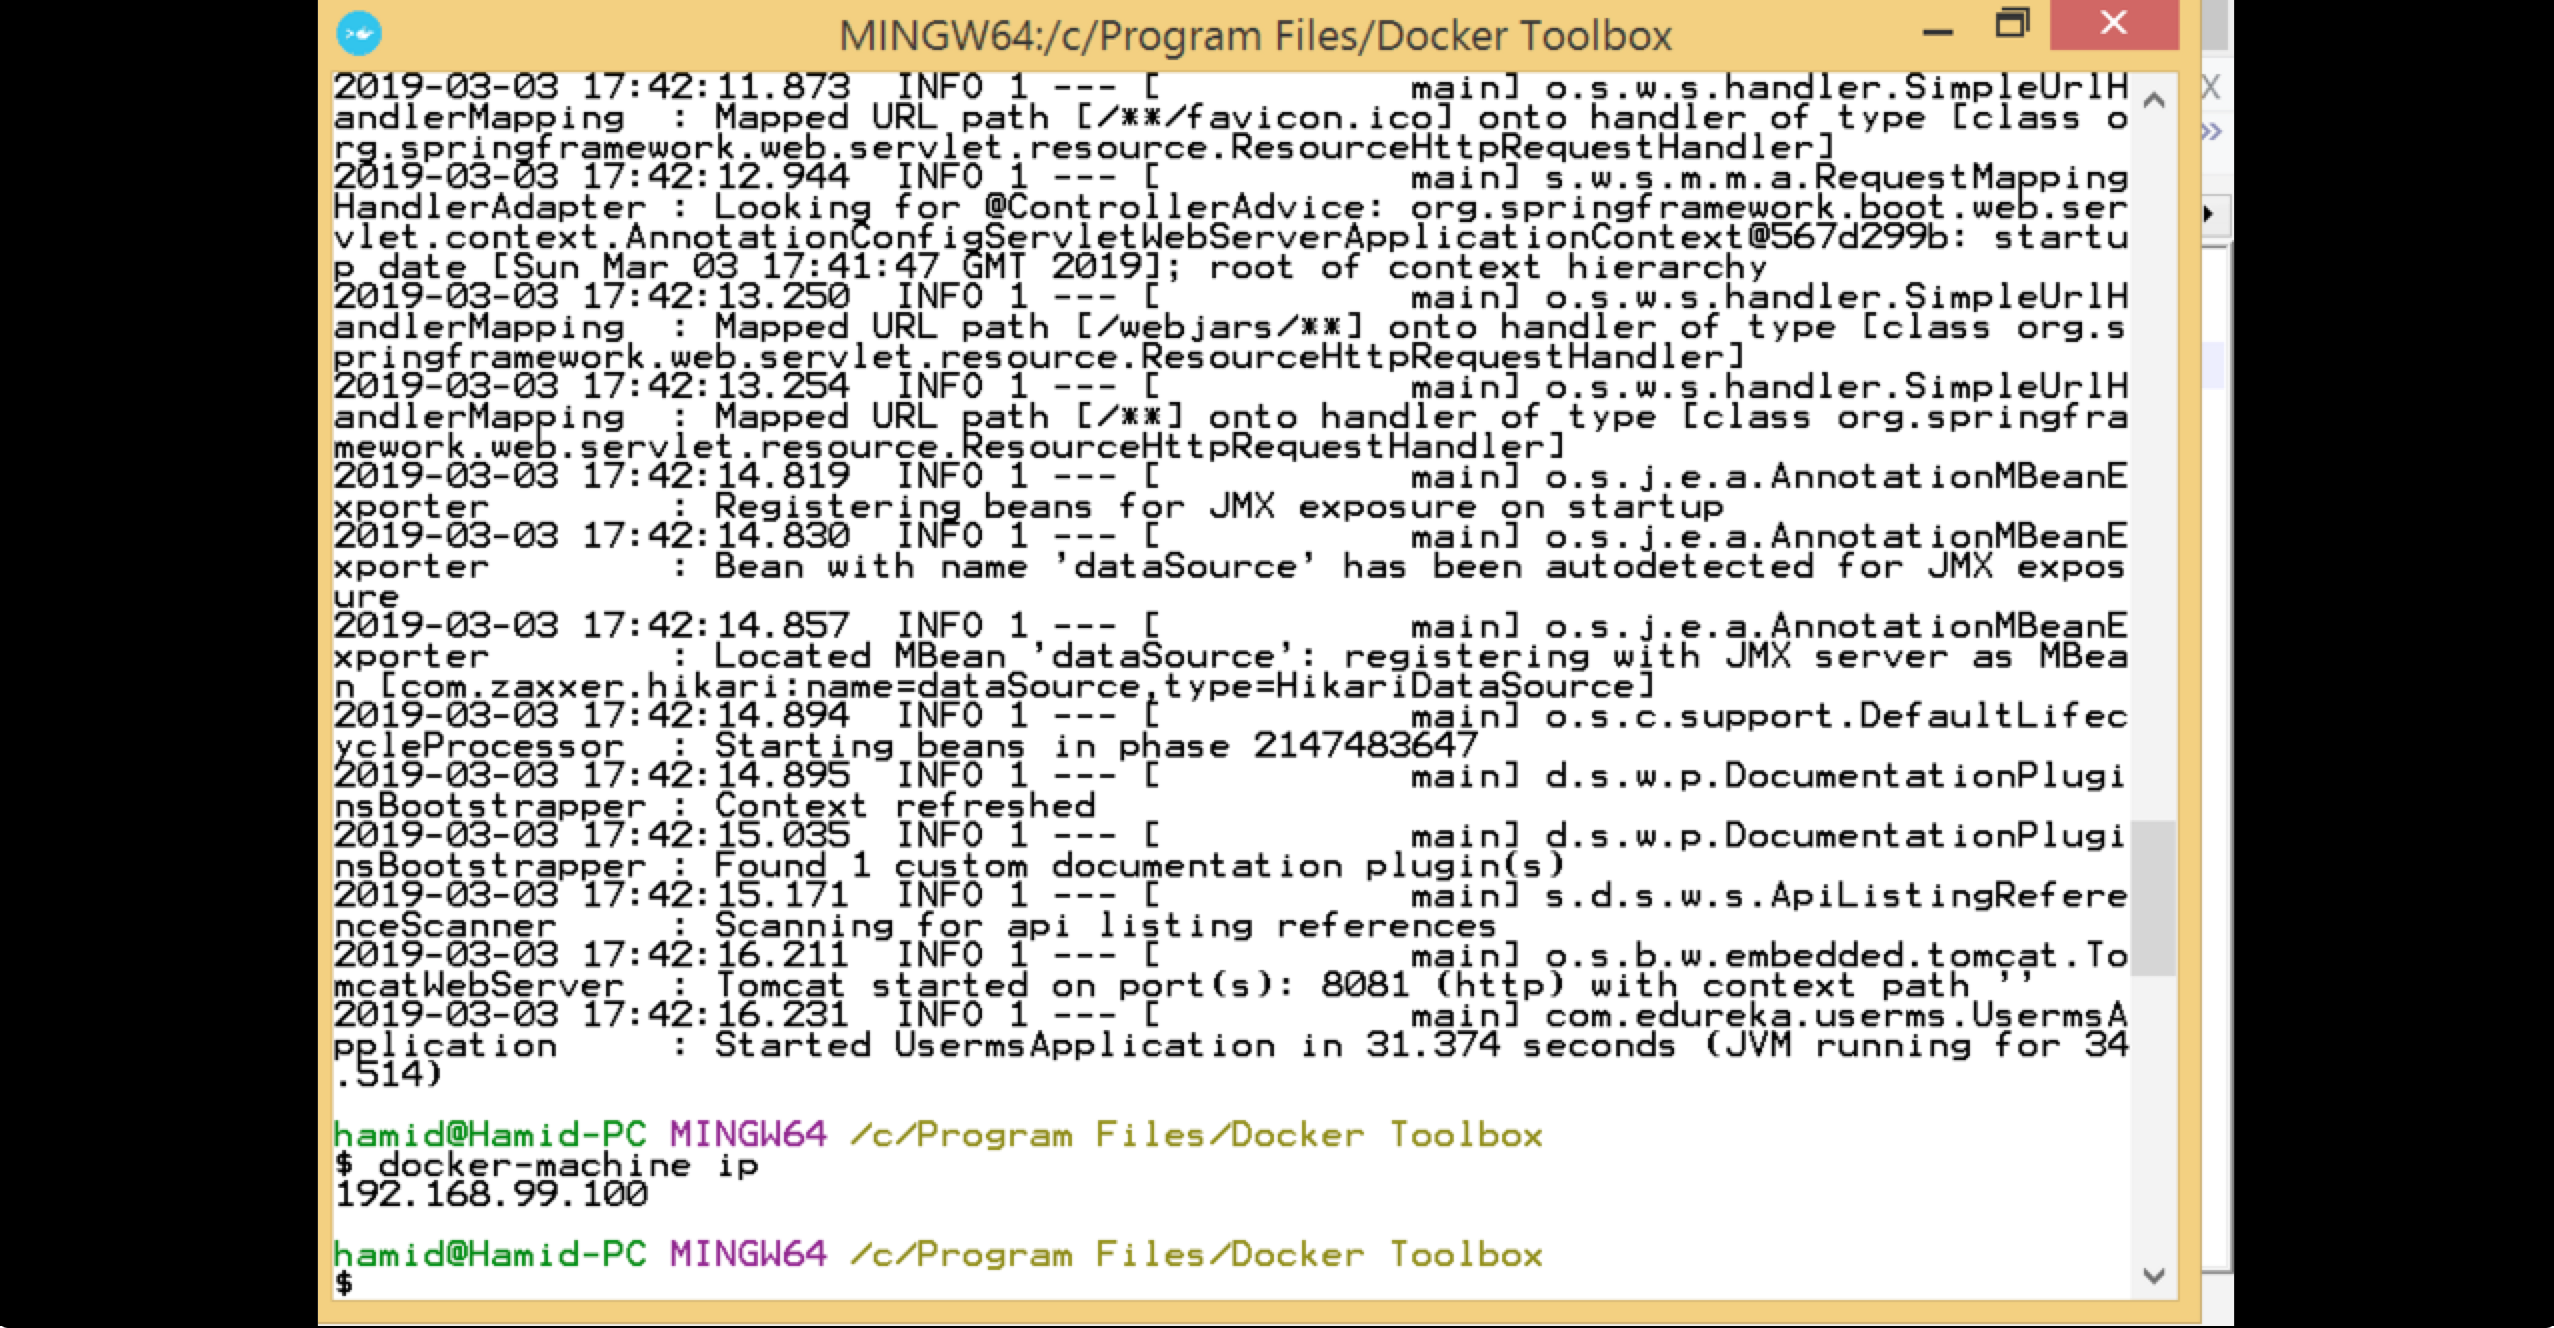 MINGW64:/c/Program Files/Docker Toolbox
2019-03-03 17:42:11.873  INFO 1 --- [           main] o.s.w.s.handler.SimpleUrlH
andlerMapping  : Mapped URL path [/**/favicon.ico] onto handler of type [class o
rg.springframework.web.servlet.resource.ResourceHttpRequestHandler]
2019-03-03 17:42:12.944  INFO 1 --- [           main] s.w.s.m.m.a.RequestMapping
HandlerAdapter : Looking for @ControllerAdvice: org.springframework.boot.web.ser
vlet.context.AnnotationConfigServletWebServerApplicationContext@567d299b: startu
p date [Sun Mar 03 17:41:47 GMT 2019]; root of context hierarchy
2019-03-03 17:42:13.250  INFO 1 --- [           main] o.s.w.s.handler.SimpleUrlH
andlerMapping  : Mapped URL path [/webjars/**] onto handler of type [class org.s
pringframework.web.servlet.resource.ResourceHttpRequestHandler]
2019-03-03 17:42:13.254  INFO 1 --- [           main] o.s.w.s.handler.SimpleUrlH
andlerMapping  : Mapped URL path [/**] onto handler of type [class org.springfra
mework.web.servlet.resource.ResourceHttpRequestHandler]
2019-03-03 17:42:14.819  INFO 1 --- [           main] o.s.j.e.a.AnnotationMBeanE
xporter        : Registering beans for JMX exposure on startup
2019-03-03 17:42:14.830  INFO 1 --- [           main] o.s.j.e.a.AnnotationMBeanE
xporter        : Bean with name 'dataSource' has been autodetected for JMX expos
ure
2019-03-03 17:42:14.857  INFO 1 --- [           main] o.s.j.e.a.AnnotationMBeanE
xporter        : Located MBean 'dataSource': registering with JMX server as MBea
n [com.zaxxer.hikari:name=dataSource,type=HikariDataSource]
2019-03-03 17:42:14.894  INFO 1 --- [           main] o.s.c.support.DefaultLifec
ycleProcessor  : Starting beans in phase 2147483647
2019-03-03 17:42:14.895  INFO 1 --- [           main] d.s.w.p.DocumentationPlugi
nsBootstrapper : Context refreshed
2019-03-03 17:42:15.035  INFO 1 --- [           main] d.s.w.p.DocumentationPlugi
nsBootstrapper : Found 1 custom documentation plugin(s)
2019-03-03 17:42:15.171  INFO 1 --- [           main] s.d.s.w.s.ApiListingRefere
nceScanner     : Scanning for api listing references
2019-03-03 17:42:16.211  INFO 1 --- [           main] o.s.b.w.embedded.tomcat.To
mcatWebServer  : Tomcat started on port(s): 8081 (http) with context path ''
2019-03-03 17:42:16.231  INFO 1 --- [           main] com.edureka.userms.UsermsA
pplication     : Started UsermsApplication in 31.374 seconds (JVM running for 34
.514)
hamid@Hamid-PC MINGW64 /c/Program Files/Docker Toolbox
$ docker-machine ip
192.168.99.100
hamid@Hamid-PC MINGW64 /c/Program Files/Docker Toolbox
$